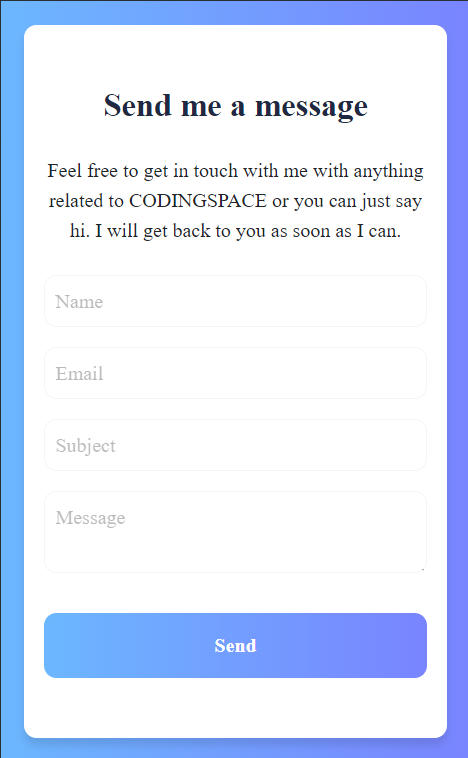 Send me a message
Feel free to get in touch with me with anything
related to CODINGSPACE or you can just say
hi. I will get back to you as soon as I can.
Name
Email
Subject
Message
Send